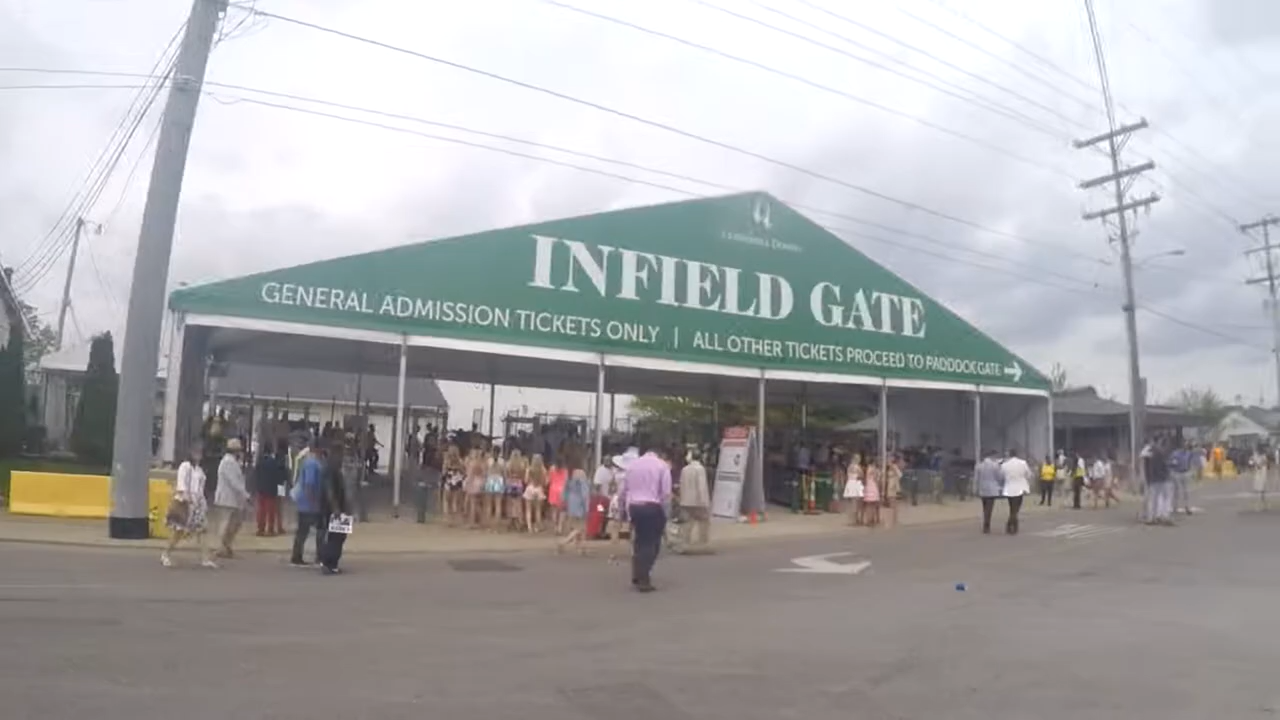 CHURCHILL DOWNS
INFIELD GATE
GENERAL ADMISSION TICKETS ONLY | ALL OTHER TICKETS PROCEED TO PADDOCK GATE